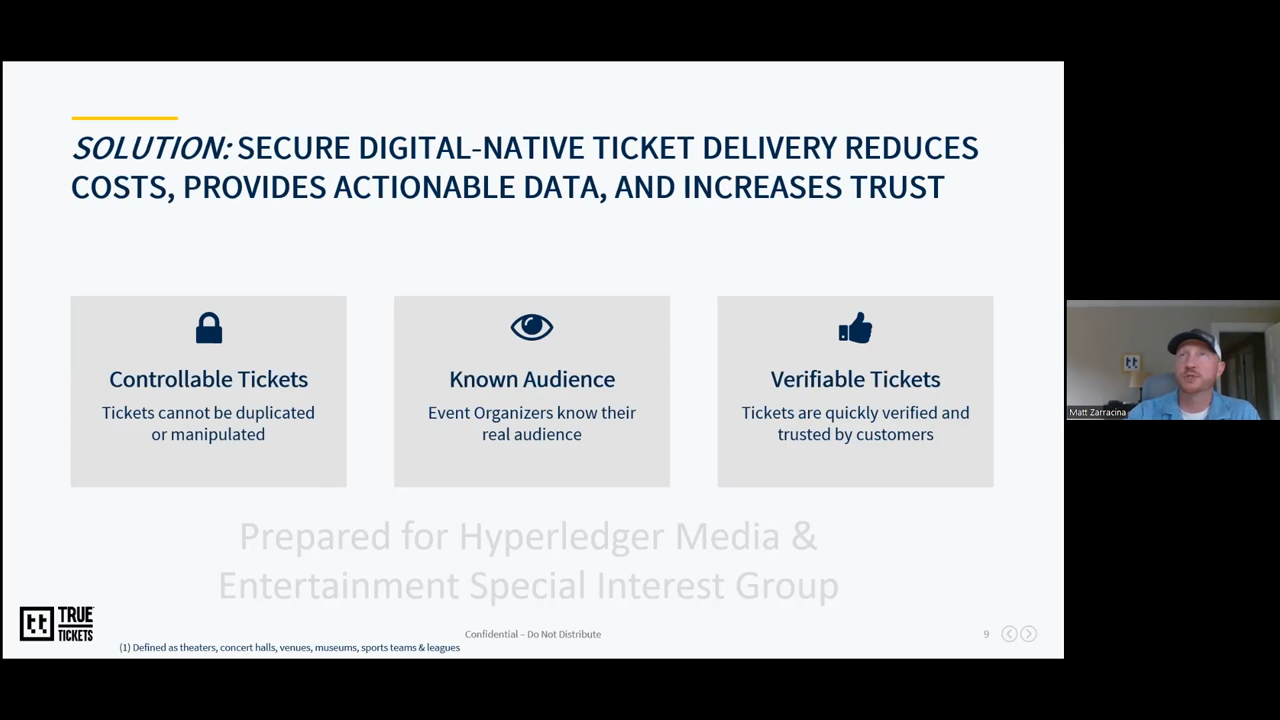 SOLUTION: SECURE DIGITAL-NATIVE TICKET DELIVERY REDUCES
COSTS, PROVIDES ACTIONABLE DATA, AND INCREASES TRUST
Controllable Tickets
Tickets cannot be duplicated
or manipulated
Known Audience
Event Organizers know their
real audience
Verifiable Tickets
Tickets are quickly verified and
trusted by customers
tt
Matt Zarracina
Prepared for Hyperledger Media &
Entertainment Special Interest Group
tt TRUE
TICKETS
Confidential – Do Not Distribute
9
(1) Defined as theaters, concert halls, venues, museums, sports teams & leagues